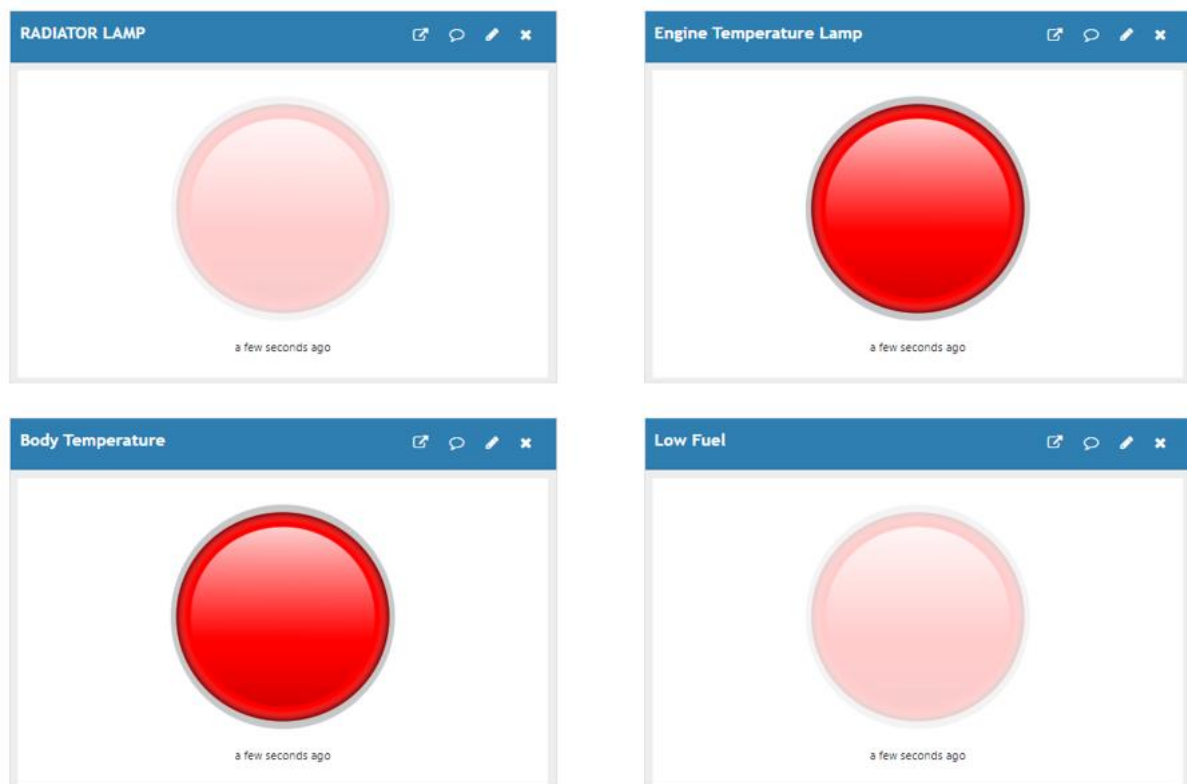 RADIATOR LAMP
Engine Temperature Lamp
a few seconds ago
a few seconds ago
Body Temperature
Low Fuel
a few seconds ago
a few seconds ago